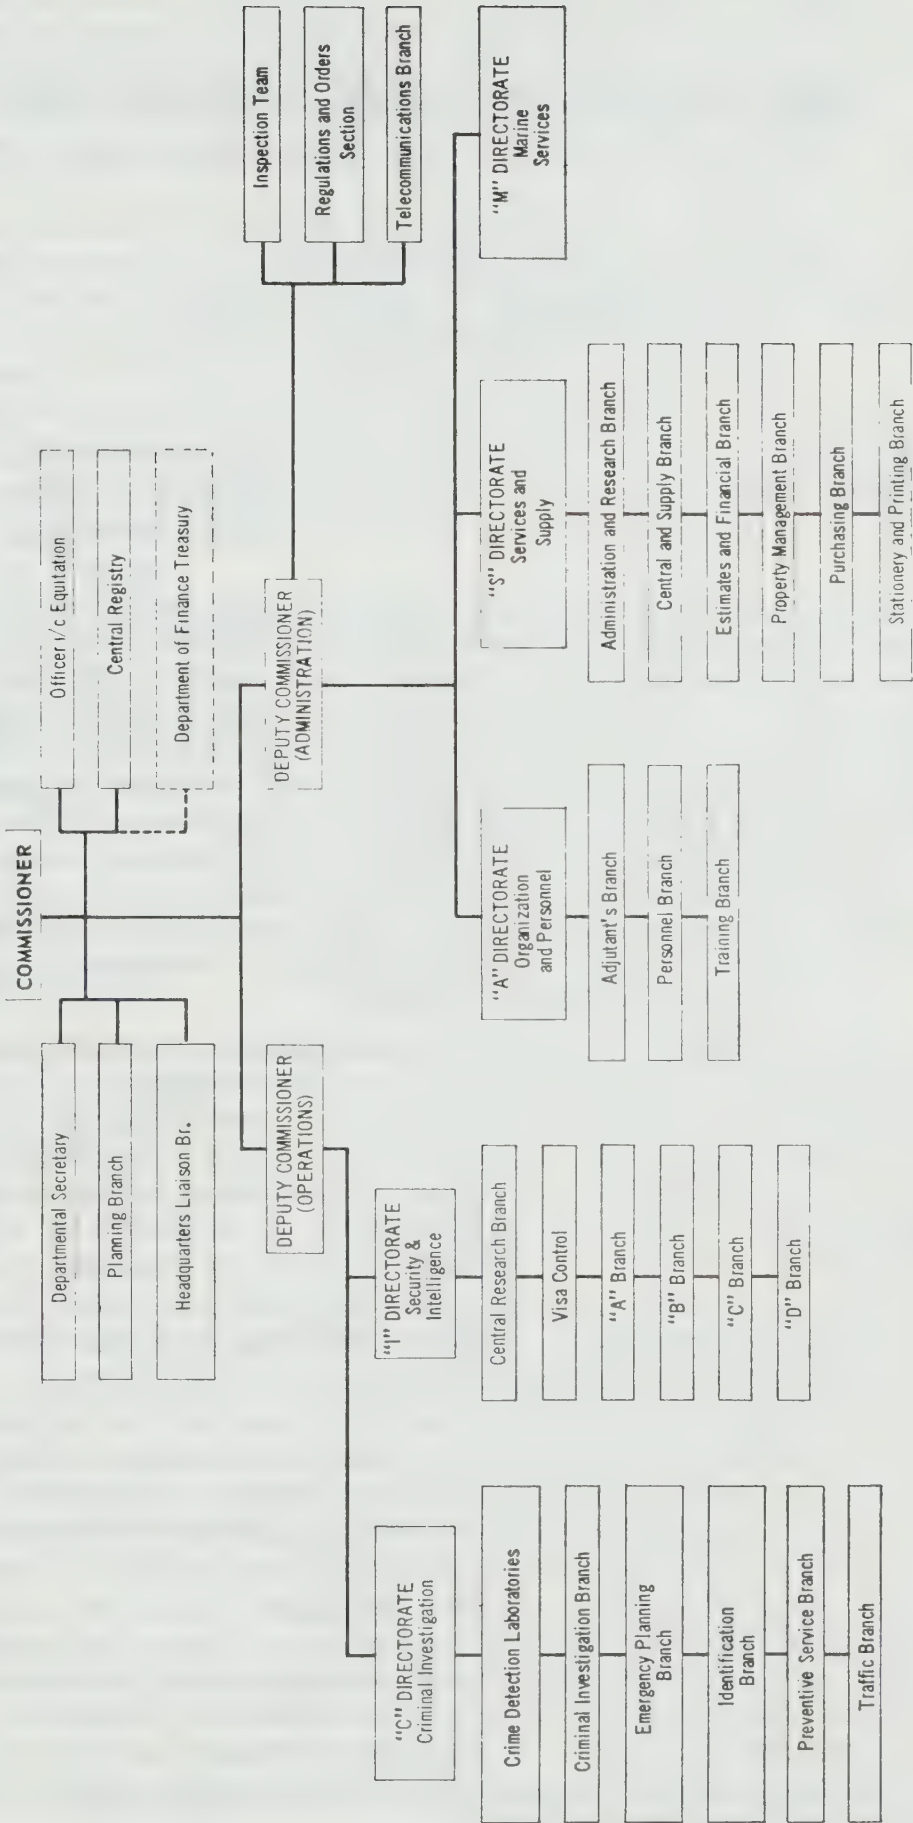 COMMISSIONER
Departmental Secretary
Planning Branch
Headquarters Liaison Br.
Officer i/c Equitation
Central Registry
Department of Finance Treasury
DEPUTY COMMISSIONER
(OPERATIONS)
DEPUTY COMMISSIONER
(ADMINISTRATION)
Inspection Team
Regulations and Orders
Section
Telecommunications Branch
"C" DIRECTORATE
Criminal Investigation
Crime Detection Laboratories
Criminal Investigation Branch
Emergency Planning
Branch
Identification
Branch
Preventive Service Branch
Traffic Branch
"I" DIRECTORATE
Security &
Intelligence
Central Research Branch
Visa Control
"A" Branch
"B" Branch
"C" Branch
"D" Branch
"A" DIRECTORATE
Organization
and Personnel
Adjutant's Branch
Personnel Branch
Training Branch
"S" DIRECTORATE
Services and
Supply
Administration and Research Branch
Central and Supply Branch
Estimates and Financial Branch
Property Management Branch
Purchasing Branch
Stationery and Printing Branch
"M" DIRECTORATE
Marine
Services